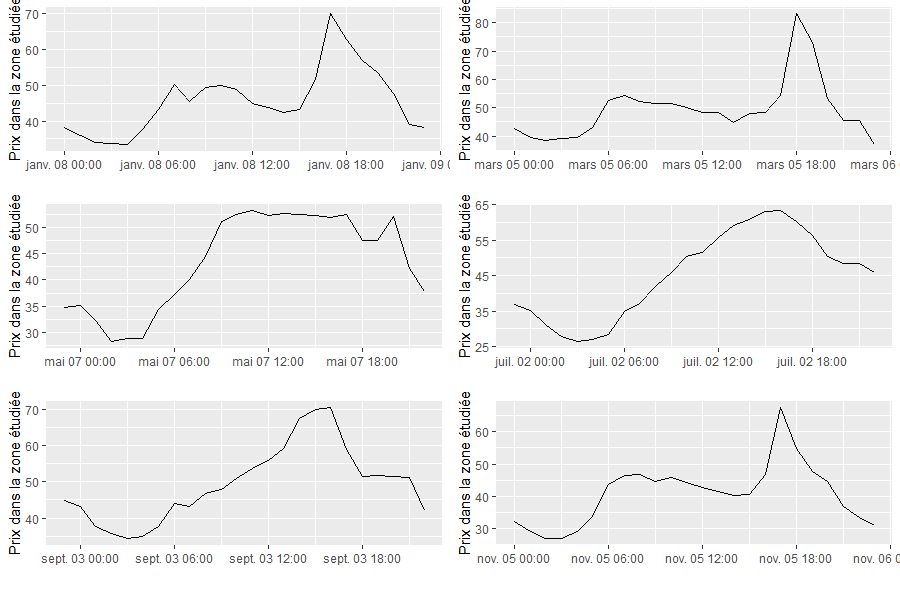 Prix dans la zone étudiée
70
60
50
40
janv. 08 00:00 janv. 08 06:00 janv. 08 12:00 janv. 08 18:00 janv. 09 0
Prix dans la zone étudiée
80
70
60
50
40
mars 05 00:00 mars 05 06:00 mars 05 12:00 mars 05 18:00 mars 06
Prix dans la zone étudiée
50
45
40
35
30
mai 07 00:00 mai 07 06:00 mai 07 12:00 mai 07 18:00
Prix dans la zone étudiée
65
55
45
35
25
juil. 02 00:00 juil. 02 06:00 juil. 02 12:00 juil. 02 18:00
Prix dans la zone étudiée
70
60
50
40
sept. 03 00:00 sept. 03 06:00 sept. 03 12:00 sept. 03 18:00
Prix dans la zone étudiée
60
50
40
30
nov. 05 00:00 nov. 05 06:00 nov. 05 12:00 nov. 05 18:00 nov. 06 0